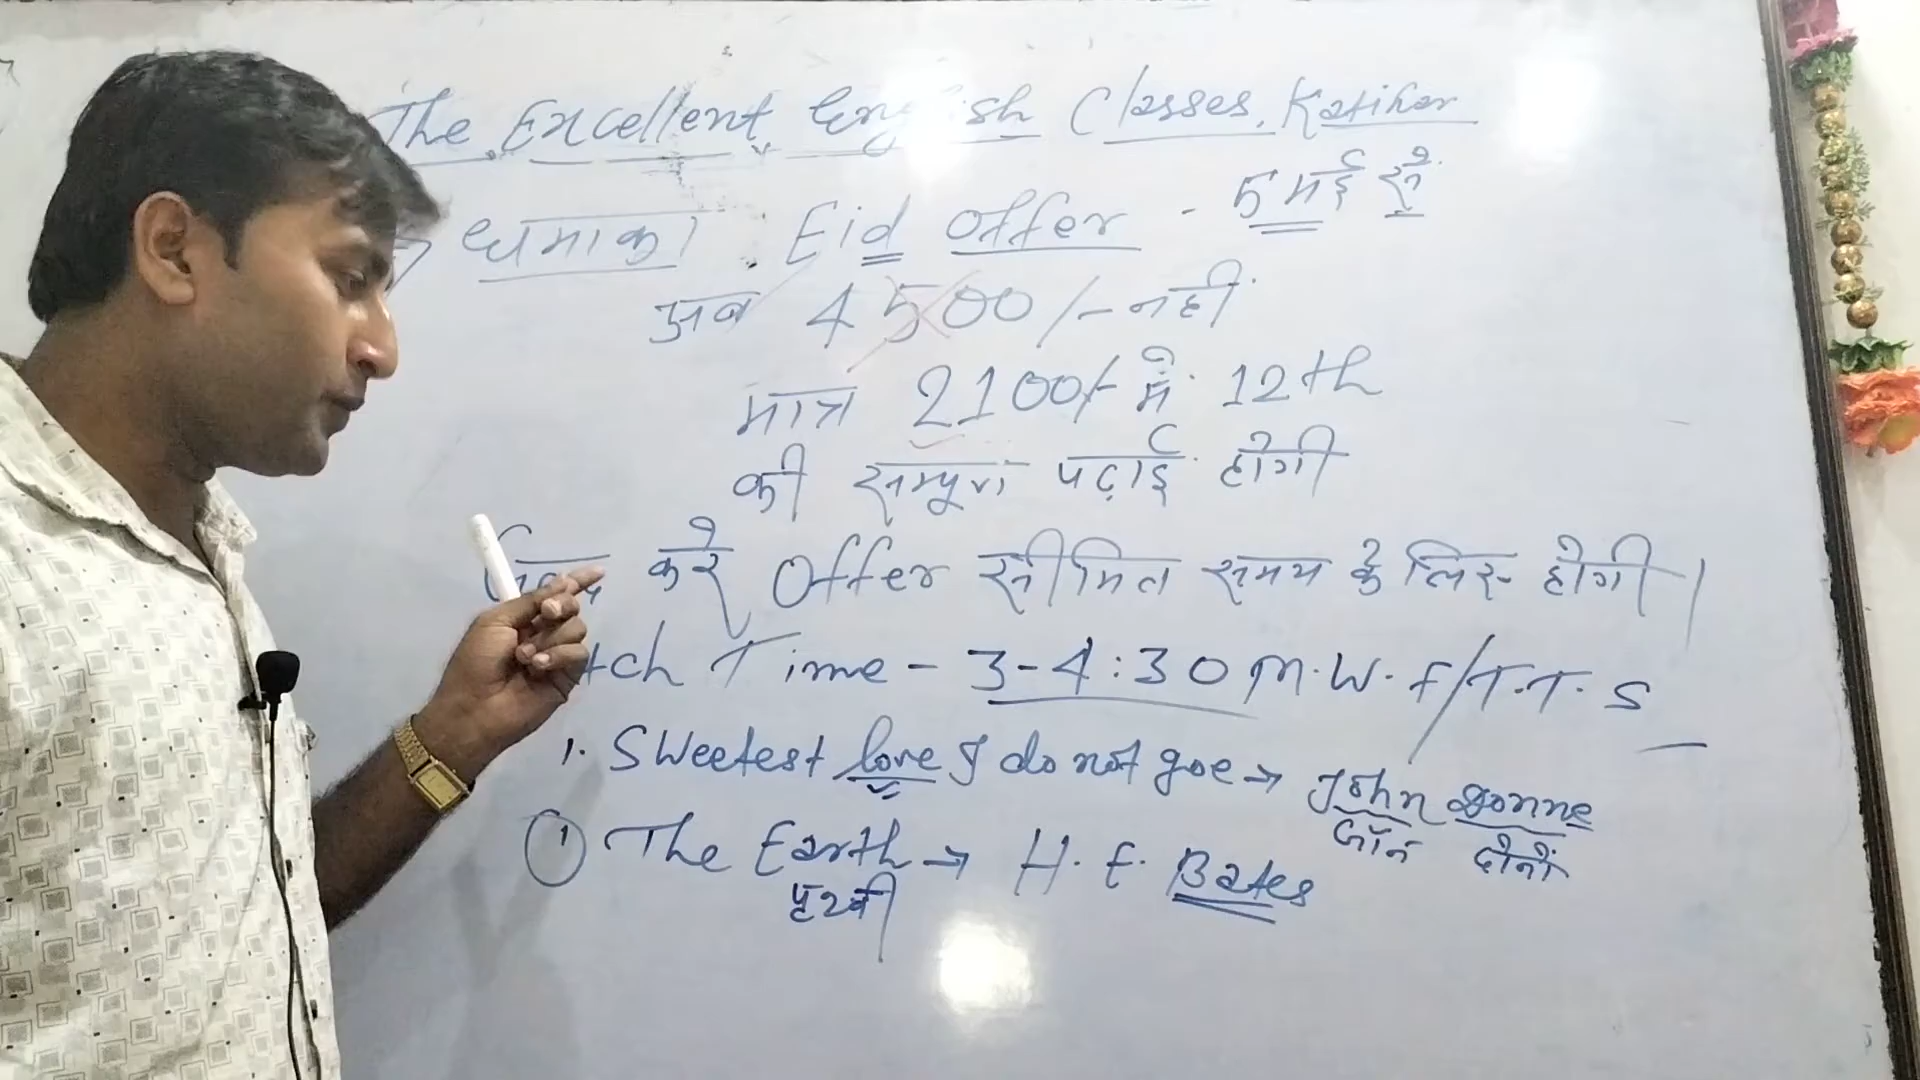 The Excellent English Classes, Katihar
धमाका Eid Offer - 5 मई से
अब 4500/- नहीं
मात्र 2100/- में 12th
की सम्पूर्ण पढ़ाई होगी
करे Offer सीमित समय के लिए होगी।
tch Time - 3-4:30 M.W.F/T.T.S
1. Sweetest love I do not goe → John Donne
जॉन दोनों
① The Earth → H.E. Bates
पृथ्वी